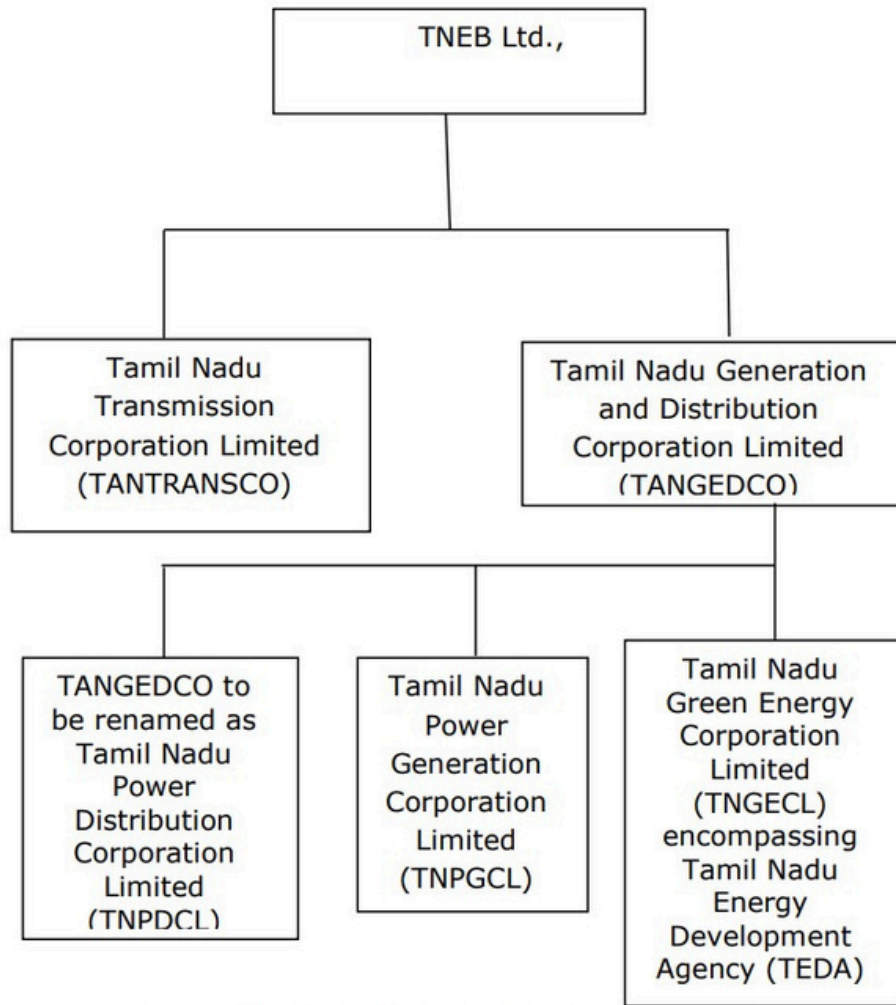 TNEB Ltd.,
Tamil Nadu
Transmission
Corporation Limited
(TANTRANSCO)
Tamil Nadu Generation
and Distribution
Corporation Limited
(TANGEDCO)
TANGEDCO to
be renamed as
Tamil Nadu
Power
Distribution
Corporation
Limited
(TNPDCL)
Tamil Nadu
Power
Generation
Corporation
Limited
(TNPGCL)
Tamil Nadu
Green Energy
Corporation
Limited
(TNGECL)
encompassing
Tamil Nadu
Energy
Development
Agency (TEDA)